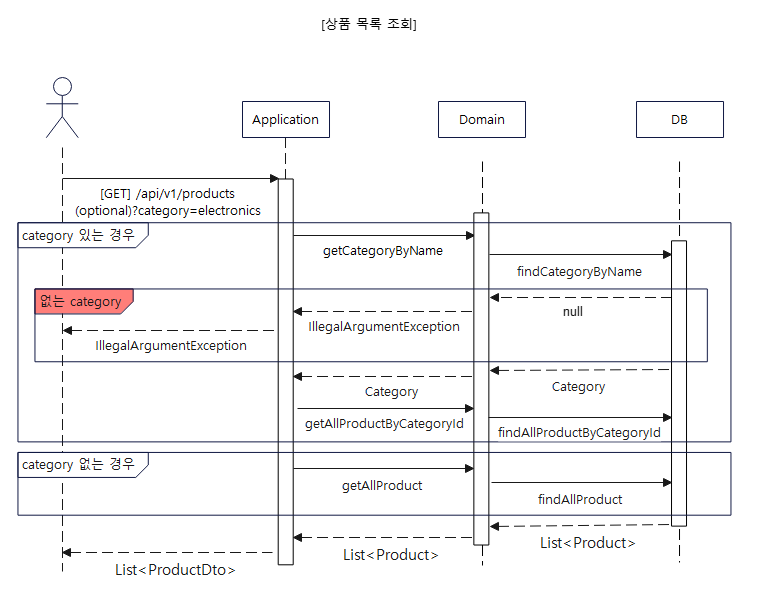 [상품 목록 조회]
Application
Domain
DB
[GET] /api/v1/products
(optional)?category=electronics
category 있는 경우
getCategoryByName
findCategoryByName
없는 category
null
IllegalArgumentException
IllegalArgumentException
Category
Category
getAllProductByCategoryId
findAllProductByCategoryId
category 없는 경우
getAllProduct
findAllProduct
List<Product>
List<Product>
List<ProductDto>